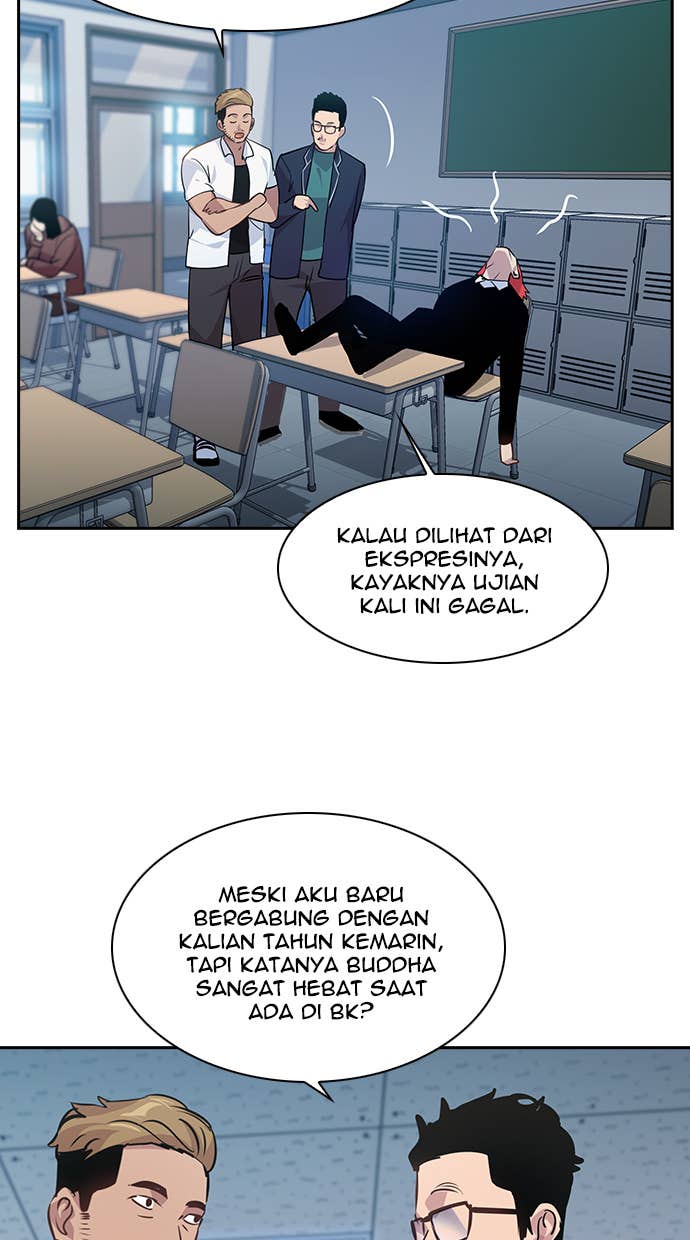 KALAU DILIHAT DARI
EKSPRESINYA,
KAYAKNYA UJIAN
KALI INI GAGAL.
MESKI AKU BARU
BERGABUNG DENGAN
KALIAN TAHUN KEMARIN,
TAPI KATANYA BUDDHA
SANGAT HEBAT SAAT
ADA DI BK?